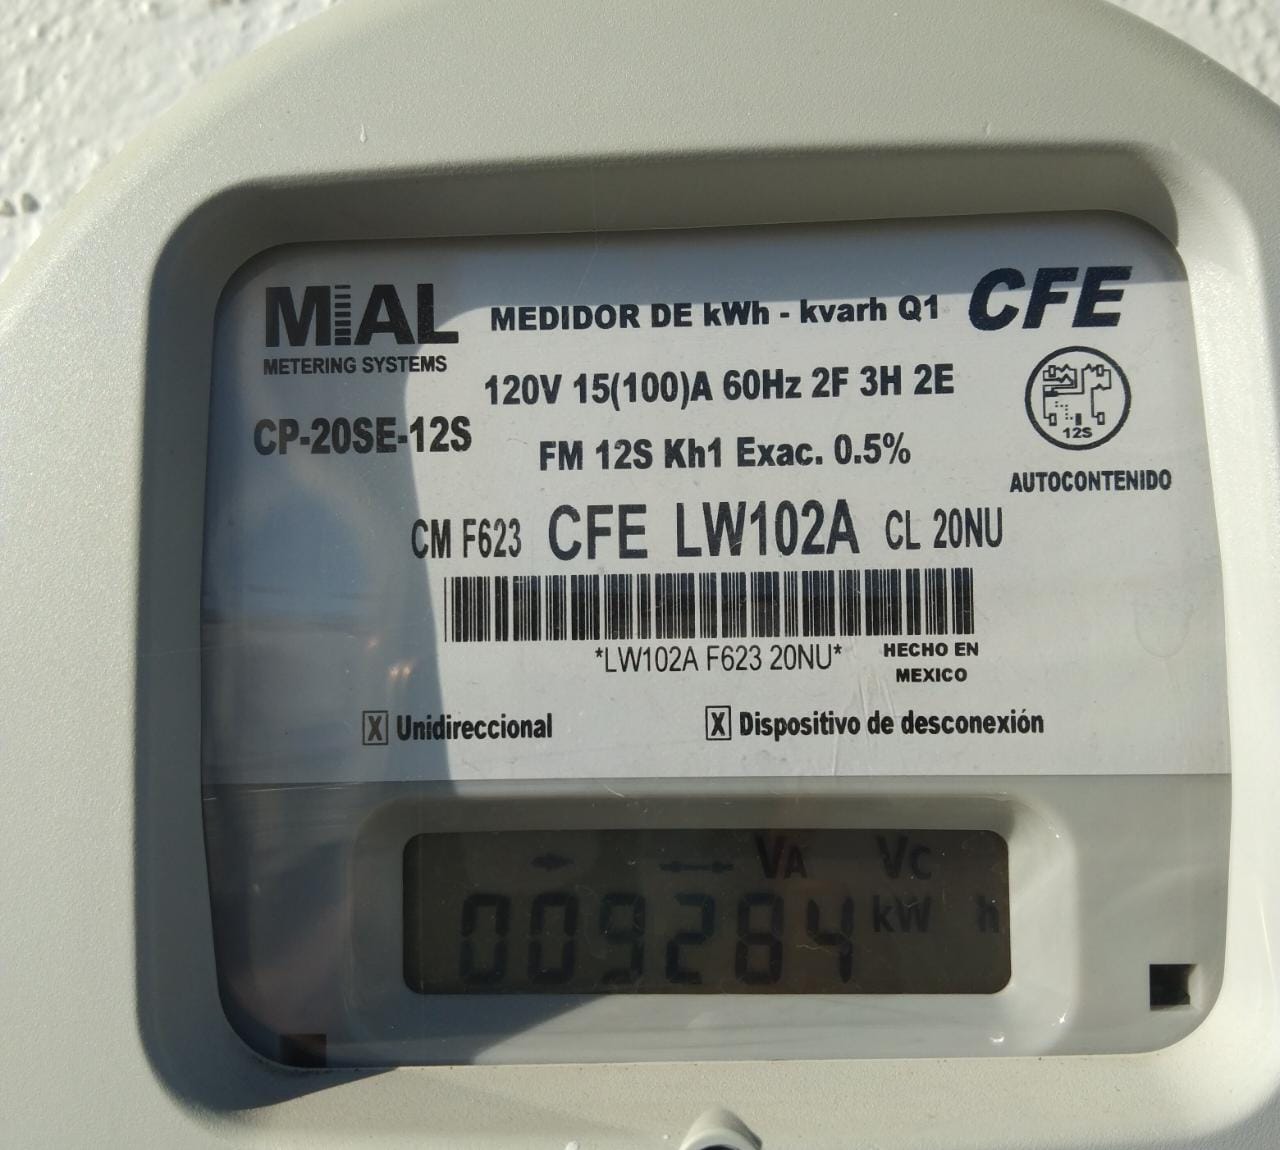 MIAL
METERING SYSTEMS
MEDIDOR DE kWh - kvarh Q1
CFE
120V 15(100)A 60Hz 2F 3H 2E
CP-20SE-12S
FM 12S Kh1 Exac. 0.5%
12S
AUTOCONTENIDO
CM F623 CFE LW102A CL 20NU
*LW102A F623 20NU*
HECHO EN
MEXICO
X Unidireccional
X Dispositivo de desconexión
VA VC
009284 kW h